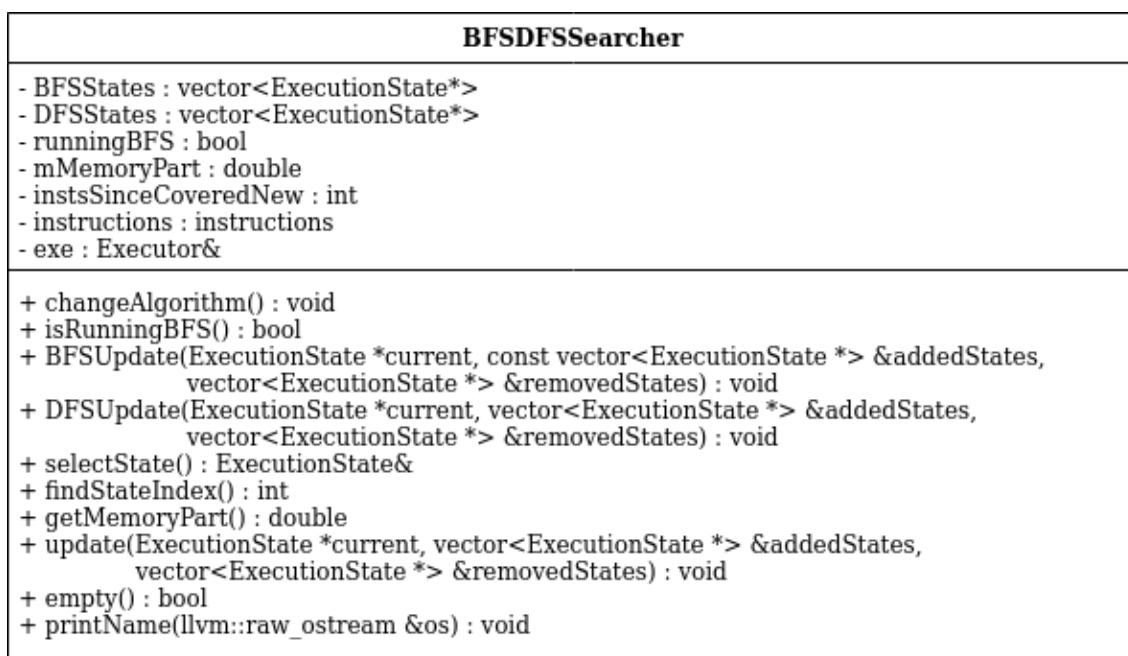 BFSDFSSearcher
- BFSStates : vector<ExecutionState*>
- DFSStates : vector<ExecutionState*>
- runningBFS : bool
- mMemoryPart : double
- instsSinceCoveredNew : int
- instructions : instructions
- exe : Executor&
+ changeAlgorithm() : void
+ isRunningBFS() : bool
+ BFSUpdate(ExecutionState *current, const vector<ExecutionState *> &addedStates,
vector<ExecutionState *> &removedStates) : void
+ DFSUpdate(ExecutionState *current, vector<ExecutionState *> &addedStates,
vector<ExecutionState *> &removedStates) : void
+ selectState() : ExecutionState&
+ findStateIndex() : int
+ getMemoryPart() : double
+ update(ExecutionState *current, vector<ExecutionState *> &addedStates,
vector<ExecutionState *> &removedStates) : void
+ empty() : bool
+ printName(llvm::raw_ostream &os) : void